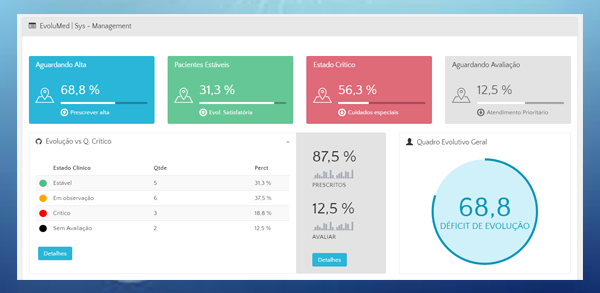 EvoluMed | Sys - Management
Aguardando Alta
68,8 %
Prescrever alta
Pacientes Estáveis
31,3 %
Evol. Satisfatória
Estado Crítico
56,3 %
Cuidados especiais
Aguardando Avaliação
12,5 %
Atendimento Prioritário
Evolução vs Q. Crítico
Estado Clínico Qtde Perct
Estável 5 31,3 %
Em observação 6 37,5 %
Crítico 3 18,8 %
Sem Avaliação 2 12,5 %
Detalhes
87,5 %
PRESCRITOS
12,5 %
AVALIAR
Detalhes
Quadro Evolutivo Geral
68,8
DÉFICIT DE EVOLUÇÃO